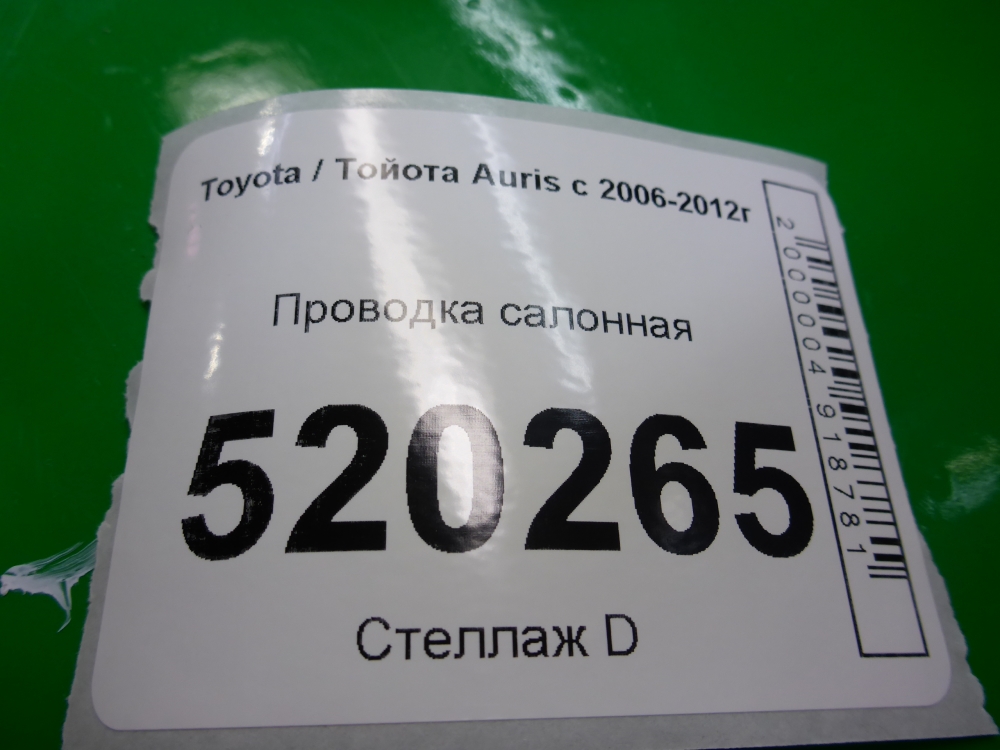 Toyota / Тойота Auris с 2006-2012г
Проводка салонная
520265
Стеллаж D
2000004918781